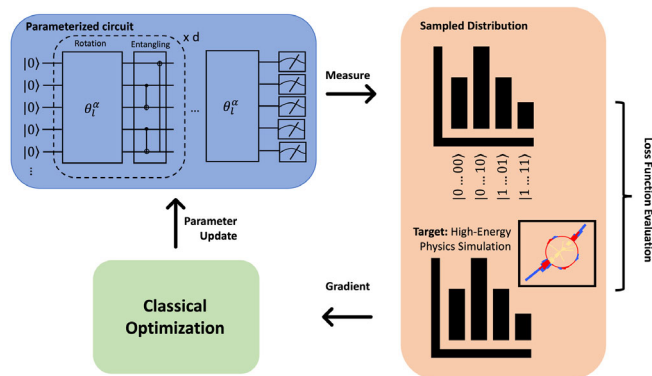 Parameterized circuit
Rotation
Entangling
x d
|0⟩
|0⟩
|0⟩
|0⟩
|0⟩
⋮
θ_l^α
...
θ_l^α
Measure
Sampled Distribution
|0 ... 00⟩
|0 ... 10⟩
|1 ... 01⟩
|1 ... 11⟩
Target: High-Energy
Physics Simulation
Loss Function Evaluation
Gradient
Classical
Optimization
Parameter
Update